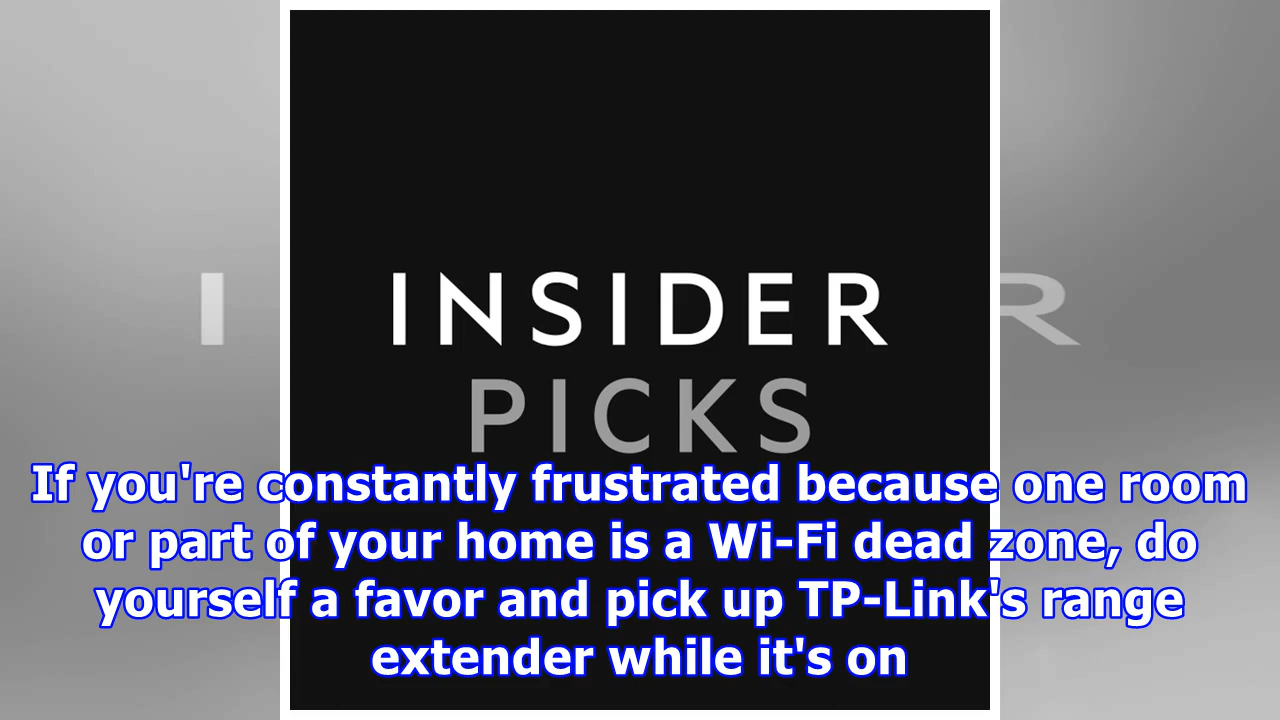 INSIDER
PICKS
I R
If you're constantly frustrated because one room
or part of your home is a Wi-Fi dead zone, do
yourself a favor and pick up TP-Link's range
extender while it's on